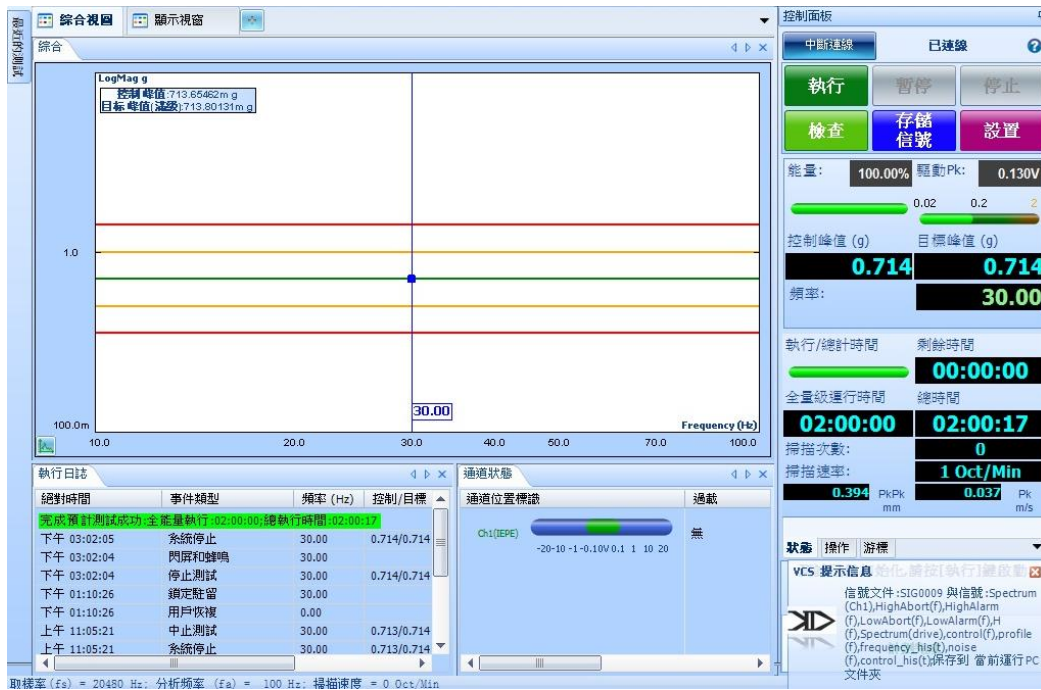 最近的測試
綜合視圖
顯示視窗
綜合
LogMag g
控制 峰值:713.65462m g
目标 峰值(滿級):713.80131m g
1.0
100.0m
30.00
Frequency (Hz)
10.0 20.0 30.0 40.0 50.0 70.0 100.0
執行日誌
絕對時間 事件類型 頻率 (Hz) 控制/目標
完成預計測試成功:全能量執行:02:00:00;總執行時間:02:00:17
下午 03:02:05 系統停止 30.00 0.714/0.714
下午 03:02:04 閃屏和蜂鳴 30.00
下午 03:02:04 停止測試 30.00 0.714/0.714
下午 01:10:26 鎖定駐留 30.00
下午 01:10:26 用戶恢複 0.00
上午 11:05:21 中止測試 30.00 0.713/0.714
上午 11:05:21 系統停止 30.00 0.713/0.714
通道狀態
通道位置標識 過載
Ch1(IEPE) 無
-20-10 -1-0.10V 0.1 1 10 20
控制面板
中斷連線 已連線
執行 暫停 停止
檢查 存儲信號 設置
能量: 100.00% 驅動Pk: 0.130V
0.02 0.2 2
控制峰值 (g) 目標峰值 (g)
0.714 0.714
頻率: 30.00
執行/總計時間 剩餘時間
00:00:00
全量級運行時間 總時間
02:00:00 02:00:17
掃描次數: 0
掃描速率: 1 Oct/Min
0.394 PkPk mm 0.037 Pk m/s
狀態 操作 游標
VCS 提示信息
信號文件:SIG0009 與信號:Spectrum
(Ch1),HighAbort(f),HighAlarm
(f),LowAbort(f),LowAlarm(f),H
(f),Spectrum(drive),control(f),profile
(f),frequency_his(t),noise
(f),control_his(t)保存到 當前運行PC
文件夾
取樣率 (fs) = 20480 Hz; 分析頻率 (fa) = 100 Hz; 掃描速度 = 0 Oct/Min